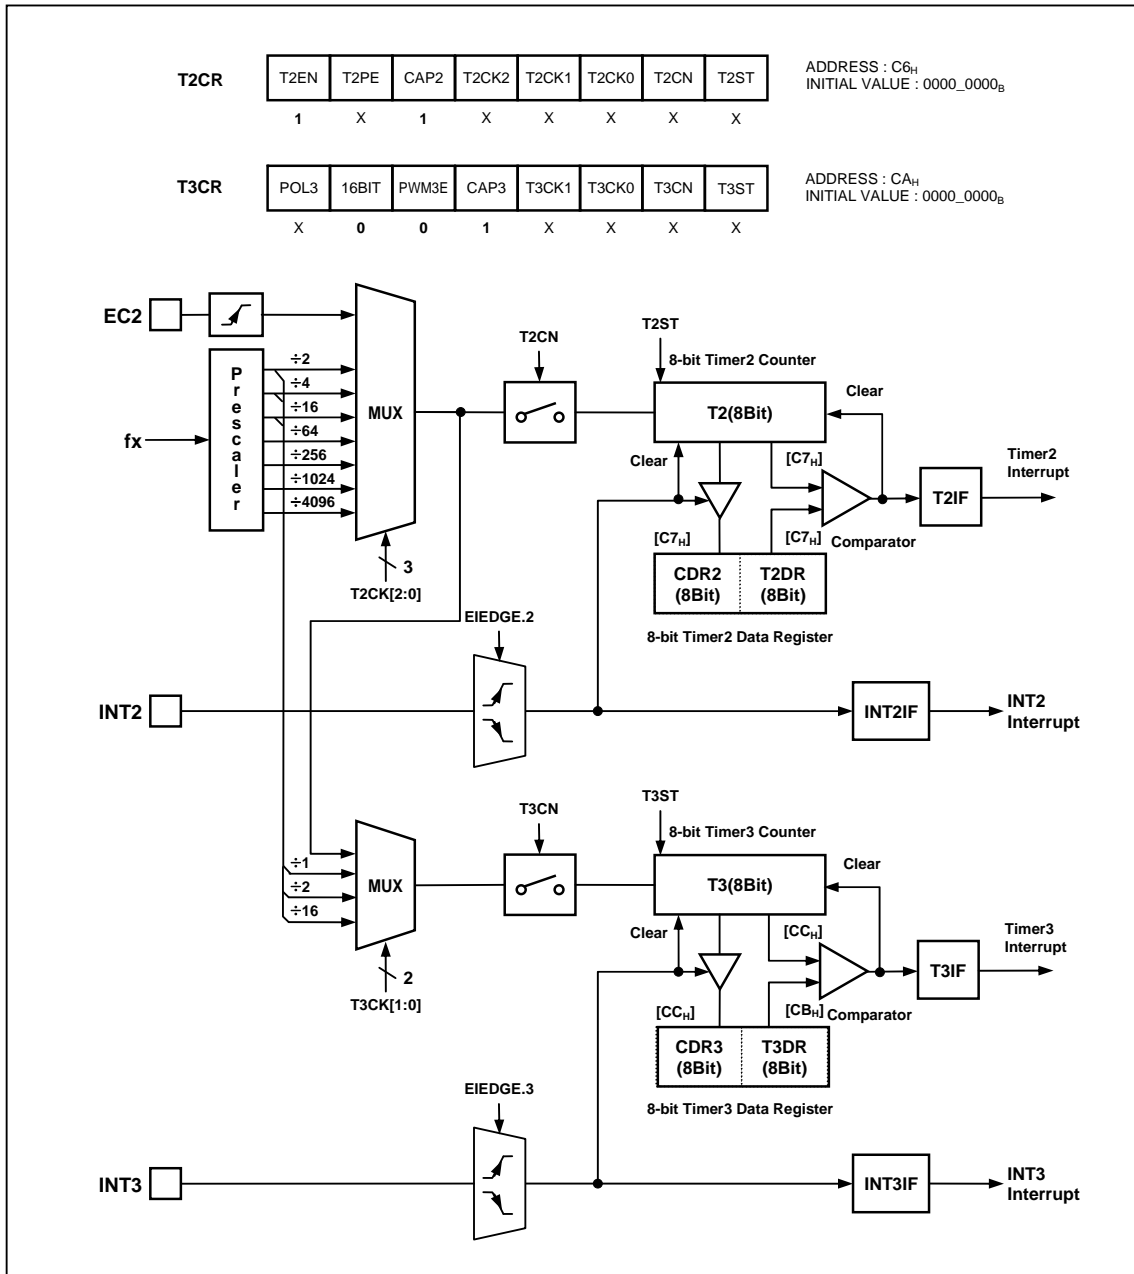 T2CR T2EN T2PE CAP2 T2CK2 T2CK1 T2CK0 T2CN T2ST ADDRESS : C6H
INITIAL VALUE : 0000_0000B
1 X 1 X X X X X
T3CR POL3 16BIT PWM3E CAP3 T3CK1 T3CK0 T3CN T3ST ADDRESS : CAH
INITIAL VALUE : 0000_0000B
X 0 0 1 X X X X
EC2
fx
Prescaler
÷2
÷4
÷16
÷64
÷256
÷1024
÷4096
MUX
3
T2CK[2:0]
T2CN
T2ST
8-bit Timer2 Counter
T2(8Bit)
Clear
Clear
[C7H]
[C7H]
[C7H]
Comparator
T2IF
Timer2
Interrupt
CDR2
(8Bit)
T2DR
(8Bit)
8-bit Timer2 Data Register
EIEDGE.2
INT2
INT2IF
INT2
Interrupt
÷1
÷2
÷16
MUX
2
T3CK[1:0]
T3CN
T3ST
8-bit Timer3 Counter
T3(8Bit)
Clear
Clear
[CCH]
[CCH]
[CBH]
Comparator
T3IF
Timer3
Interrupt
CDR3
(8Bit)
T3DR
(8Bit)
8-bit Timer3 Data Register
EIEDGE.3
INT3
INT3IF
INT3
Interrupt